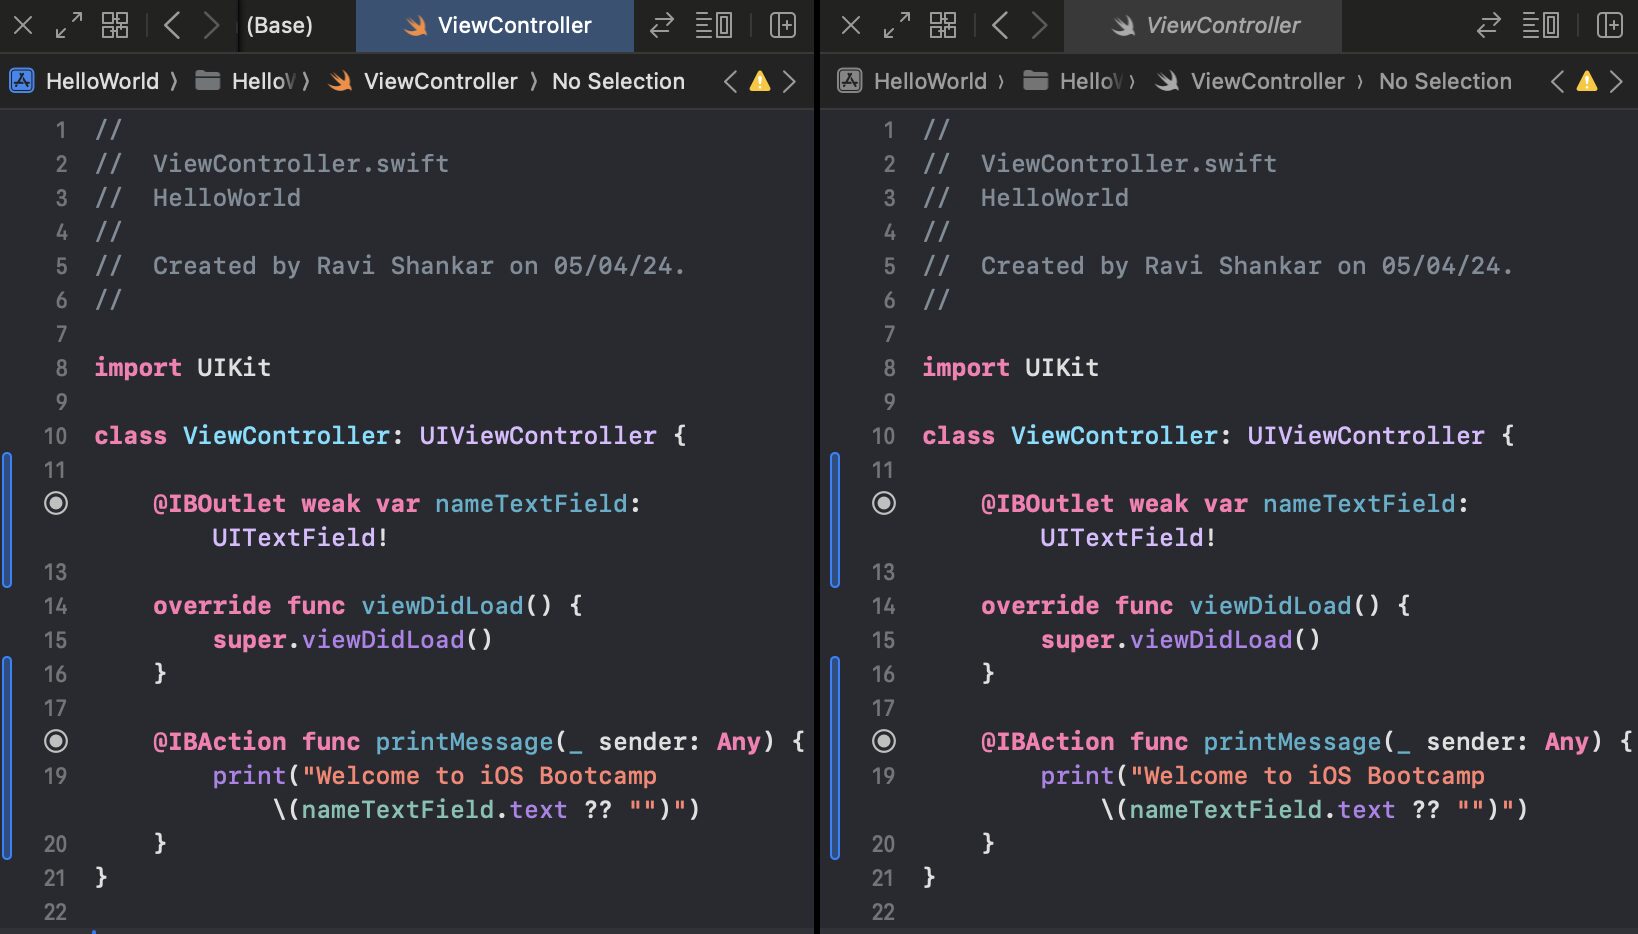 (Base) ViewController
HelloWorld 〉 Hello 〉 ViewController 〉 No Selection
1 //
2 //  ViewController.swift
3 //  HelloWorld
4 //
5 //  Created by Ravi Shankar on 05/04/24.
6 //
7
8 import UIKit
9
10 class ViewController: UIViewController {
11
@IBOutlet weak var nameTextField:
UITextField!
13
14 override func viewDidLoad() {
15 super.viewDidLoad()
16 }
17
@IBAction func printMessage(_ sender: Any) {
19 print("Welcome to iOS Bootcamp
\(nameTextField.text ?? "")")
20 }
21 }
22
ViewController
HelloWorld 〉 Hello 〉 ViewController 〉 No Selection
1 //
2 //  ViewController.swift
3 //  HelloWorld
4 //
5 //  Created by Ravi Shankar on 05/04/24.
6 //
7
8 import UIKit
9
10 class ViewController: UIViewController {
11
@IBOutlet weak var nameTextField:
UITextField!
13
14 override func viewDidLoad() {
15 super.viewDidLoad()
16 }
17
@IBAction func printMessage(_ sender: Any) {
19 print("Welcome to iOS Bootcamp
\(nameTextField.text ?? "")")
20 }
21 }
22